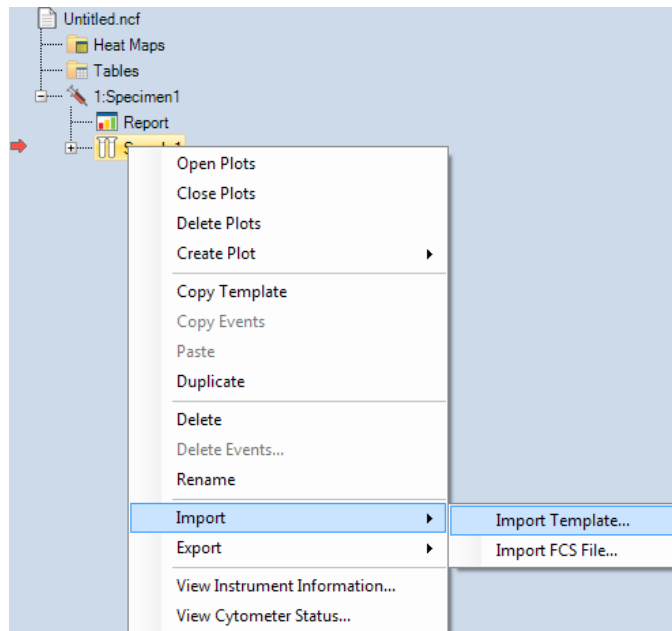 Untitled.ncf
Heat Maps
Tables
1:Specimen1
Report
Open Plots
Close Plots
Delete Plots
Create Plot
Copy Template
Copy Events
Paste
Duplicate
Delete
Delete Events...
Rename
Import
Import Template...
Export
Import FCS File...
View Instrument Information...
View Cytometer Status...